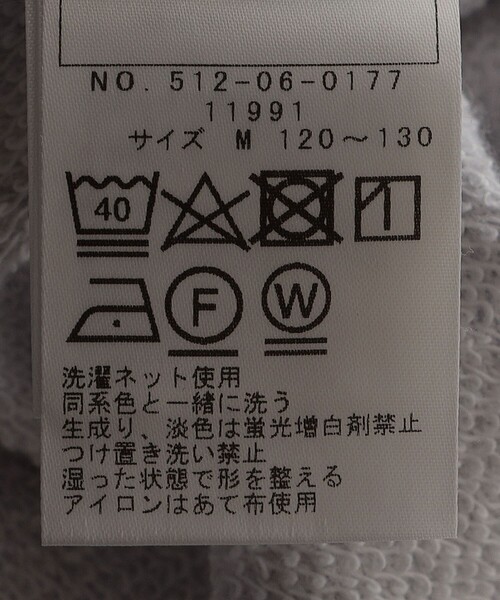 NO. 512-06-0177
11991
サイズ M 120～130
40
F W
洗濯ネット使用
同系色と一緒に洗う
生成り、淡色は蛍光増白剤禁止
つけ置き洗い禁止
湿った状態で形を整える
アイロンはあて布使用